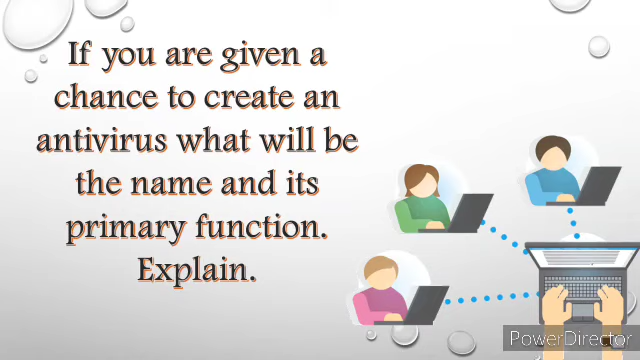 If you are given a
chance to create an
antivirus what will be
the name and its
primary function.
Explain.
PowerDirector